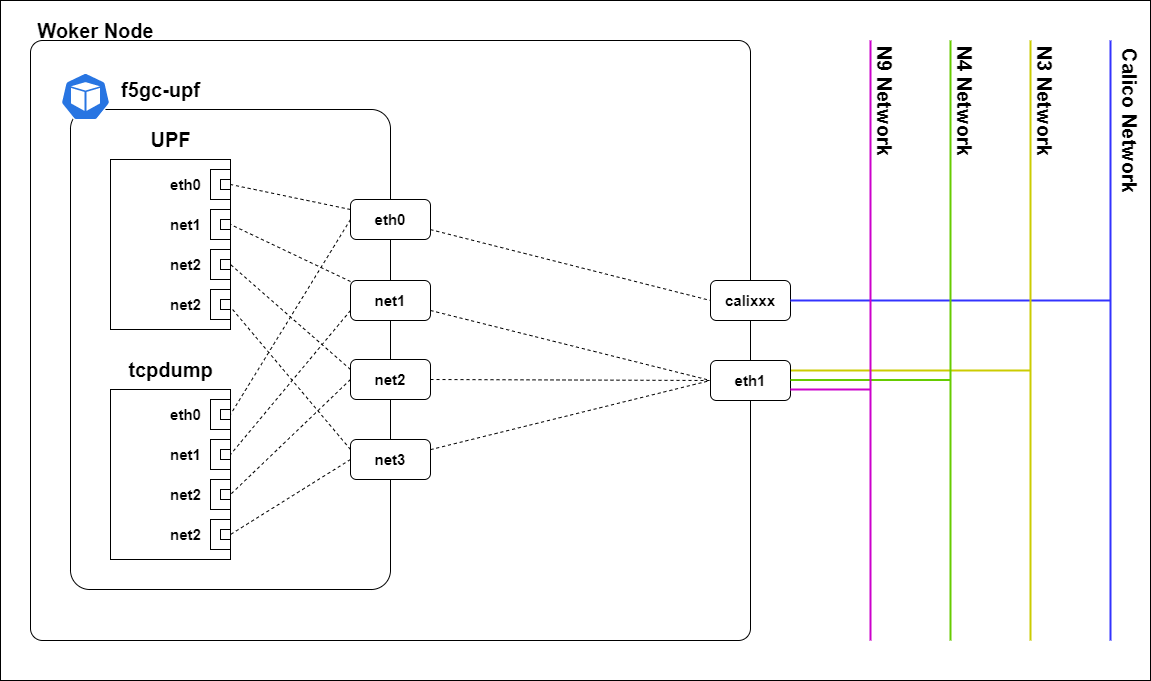 Woker Node
f5gc-upf
UPF
eth0
net1
net2
net2
tcpdump
eth0
net1
net2
net2
eth0
net1
net2
net3
calixxx
eth1
N9 Network
N4 Network
N3 Network
Calico Network